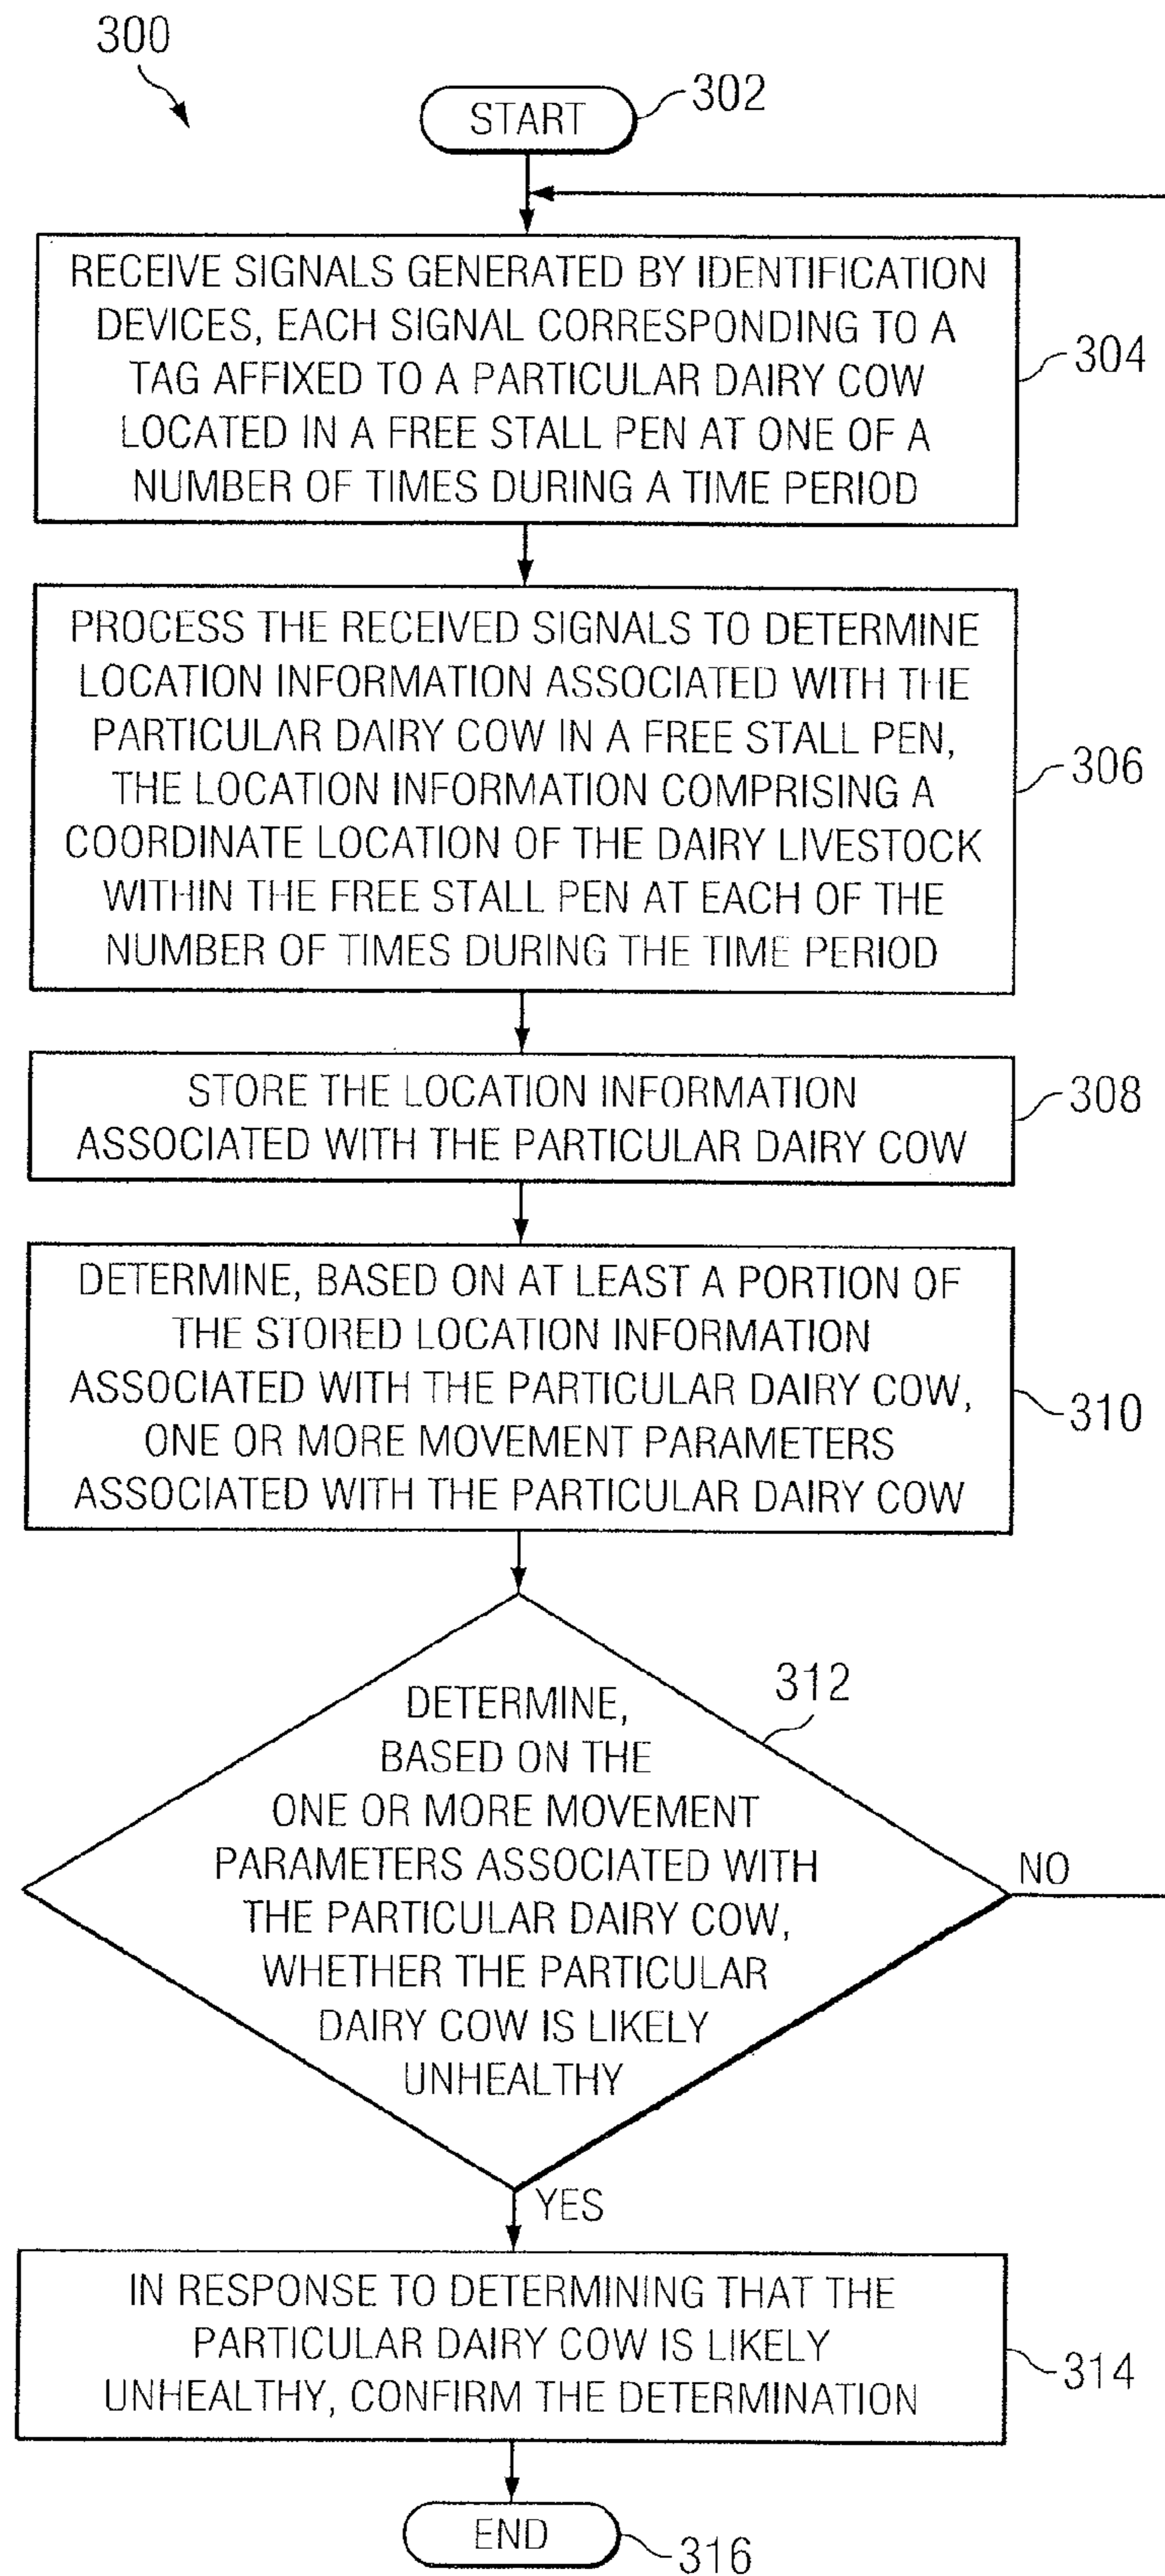 300
START
302
RECEIVE SIGNALS GENERATED BY IDENTIFICATION
DEVICES, EACH SIGNAL CORRESPONDING TO A
TAG AFFIXED TO A PARTICULAR DAIRY COW
LOCATED IN A FREE STALL PEN AT ONE OF A
NUMBER OF TIMES DURING A TIME PERIOD
304
PROCESS THE RECEIVED SIGNALS TO DETERMINE
LOCATION INFORMATION ASSOCIATED WITH THE
PARTICULAR DAIRY COW IN A FREE STALL PEN,
THE LOCATION INFORMATION COMPRISING A
COORDINATE LOCATION OF THE DAIRY LIVESTOCK
WITHIN THE FREE STALL PEN AT EACH OF THE
NUMBER OF TIMES DURING THE TIME PERIOD
306
STORE THE LOCATION INFORMATION
ASSOCIATED WITH THE PARTICULAR DAIRY COW
308
DETERMINE, BASED ON AT LEAST A PORTION OF
THE STORED LOCATION INFORMATION
ASSOCIATED WITH THE PARTICULAR DAIRY COW,
ONE OR MORE MOVEMENT PARAMETERS
ASSOCIATED WITH THE PARTICULAR DAIRY COW
310
DETERMINE,
BASED ON THE
ONE OR MORE MOVEMENT
PARAMETERS ASSOCIATED WITH
THE PARTICULAR DAIRY COW,
WHETHER THE PARTICULAR
DAIRY COW IS LIKELY
UNHEALTHY
312
NO
YES
IN RESPONSE TO DETERMINING THAT THE
PARTICULAR DAIRY COW IS LIKELY
UNHEALTHY, CONFIRM THE DETERMINATION
314
END
316